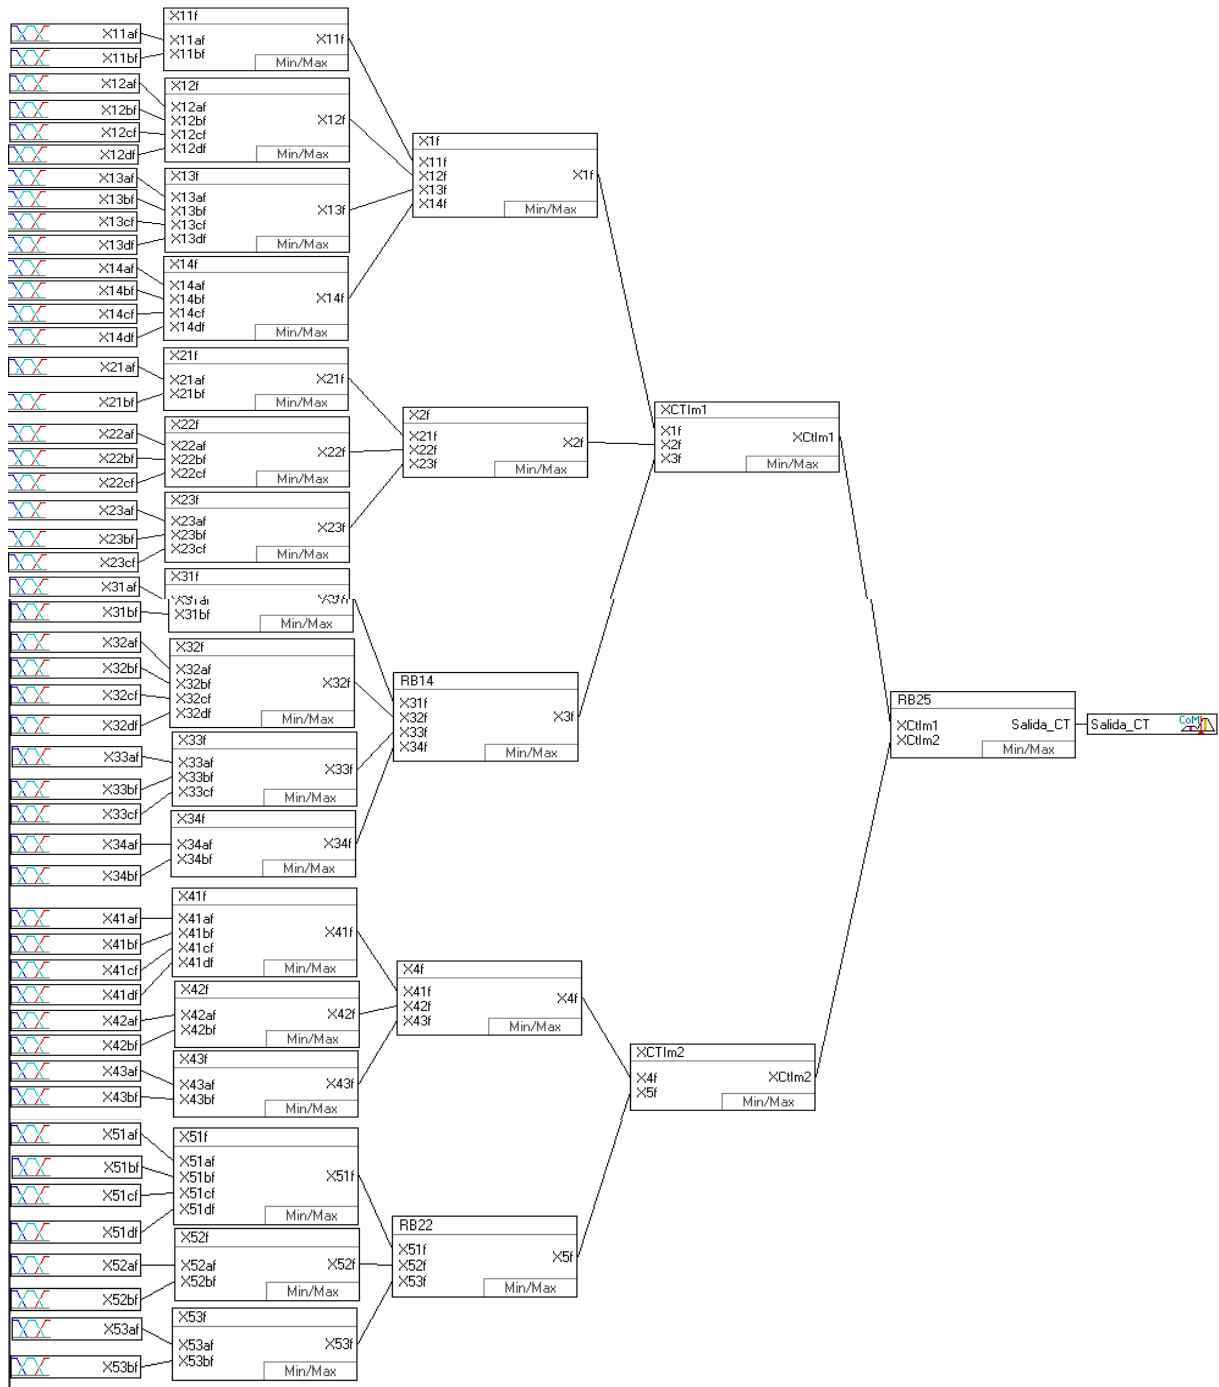 X11af
X11bf
X12af
X12bf
X12cf
X12df
X13af
X13bf
X13cf
X13df
X14af
X14bf
X14cf
X14df
X21af
X21bf
X22af
X22bf
X22cf
X23af
X23bf
X23cf
X31af
X31bf
X32af
X32bf
X32cf
X32df
X33af
X33bf
X33cf
X34af
X34bf
X41af
X41bf
X41cf
X41df
X42af
X42bf
X43af
X43bf
X51af
X51bf
X51cf
X51df
X52af
X52bf
X53af
X53bf
X11f
X11af X11f
X11bf
Min/Max
X12f
X12af
X12bf X12f
X12cf
X12df
Min/Max
X13f
X13af
X13bf X13f
X13cf
X13df
Min/Max
X14f
X14af
X14bf X14f
X14cf
X14df
Min/Max
X21f
X21af X21f
X21bf
Min/Max
X22f
X22af
X22bf X22f
X22cf
Min/Max
X23f
X23af X23f
X23bf
X23cf
Min/Max
X31f
X31af X31f
X31bf
Min/Max
X32f
X32af
X32bf X32f
X32cf
X32df
Min/Max
X33f
X33af X33f
X33bf
X33cf
Min/Max
X34f
X34af X34f
X34bf
Min/Max
X41f
X41af
X41bf X41f
X41cf
X41df
Min/Max
X42f
X42af X42f
X42bf
Min/Max
X43f
X43af X43f
X43bf
Min/Max
X51f
X51af
X51bf X51f
X51cf
X51df
Min/Max
X52f
X52af X52f
X52bf
Min/Max
X53f
X53af X53f
X53bf
Min/Max
X1f
X11f
X12f X1f
X13f
X14f
Min/Max
X2f
X21f X2f
X22f
X23f
Min/Max
RB14
X31f
X32f X3f
X33f
X34f
Min/Max
X4f
X41f X4f
X42f
X43f
Min/Max
RB22
X51f X5f
X52f
X53f
Min/Max
XCTIm1
X1f XCtIm1
X2f
X3f
Min/Max
XCTIm2
X4f XCtIm2
X5f
Min/Max
RB25
XCtIm1 Salida_CT
XCtIm2
Min/Max
Salida_CT CoM